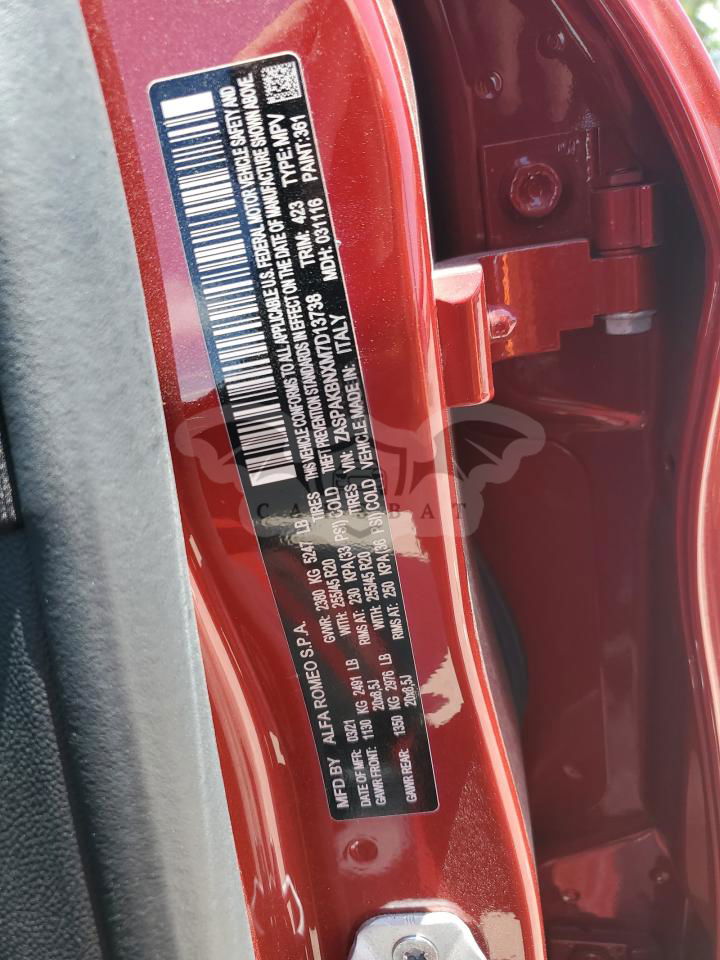 MFD BY ALFA ROMEO S.P.A.
DATE OF MFR: 03/21 GVWR: 2380 KG 5247 LB
GAWR FRONT: 1130 KG 2491 LB WITH: 255/45 R20 TIRES
20x8,5J RIMS AT: 230 KPA (33 PSI) COLD
GAWR REAR: 1350 KG 2976 LB WITH: 255/45 R20 TIRES
20x8,5J RIMS AT: 250 KPA (36 PSI) COLD
THIS VEHICLE CONFORMS TO ALL APPLICABLE U.S. FEDERAL MOTOR VEHICLE SAFETY AND
THEFT PREVENTION STANDARDS IN EFFECT ON THE DATE OF MANUFACTURE SHOWN ABOVE.
VIN: ZASPAKBNXM7D13738 TRIM: 423 TYPE: MPV
VEHICLE MADE IN: ITALY MDH: 031116 PAINT:361
CARSBAT